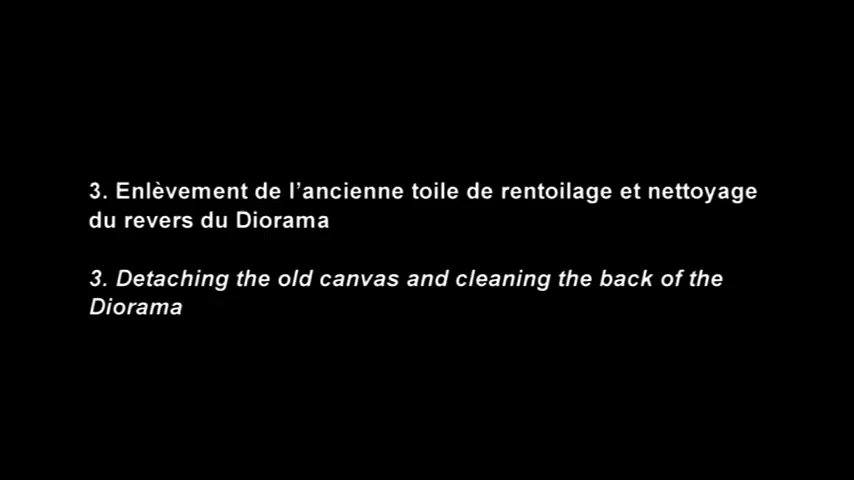 3. Enlèvement de l’ancienne toile de rentoilage et nettoyage
du revers du Diorama
3. Detaching the old canvas and cleaning the back of the
Diorama